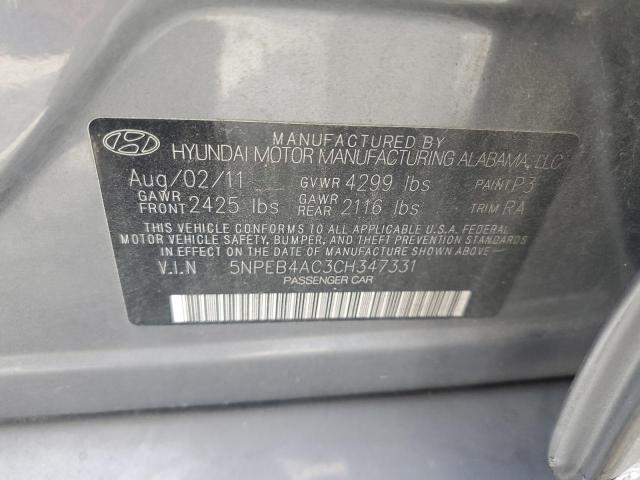 MANUFACTURED BY
HYUNDAI MOTOR MANUFACTURING ALABAMA, LLC
Aug/02/11 GVWR 4299 lbs PAINT P3
GAWR FRONT 2425 lbs GAWR REAR 2116 lbs TRIM RA
THIS VEHICLE CONFORMS TO ALL APPLICABLE U.S.A. FEDERAL
MOTOR VEHICLE SAFETY, BUMPER, AND THEFT PREVENTION STANDARDS
IN EFFECT ON THE DATE OF MANUFACTURE SHOWN ABOVE.
V.I.N 5NPEB4AC3CH347331
PASSENGER CAR